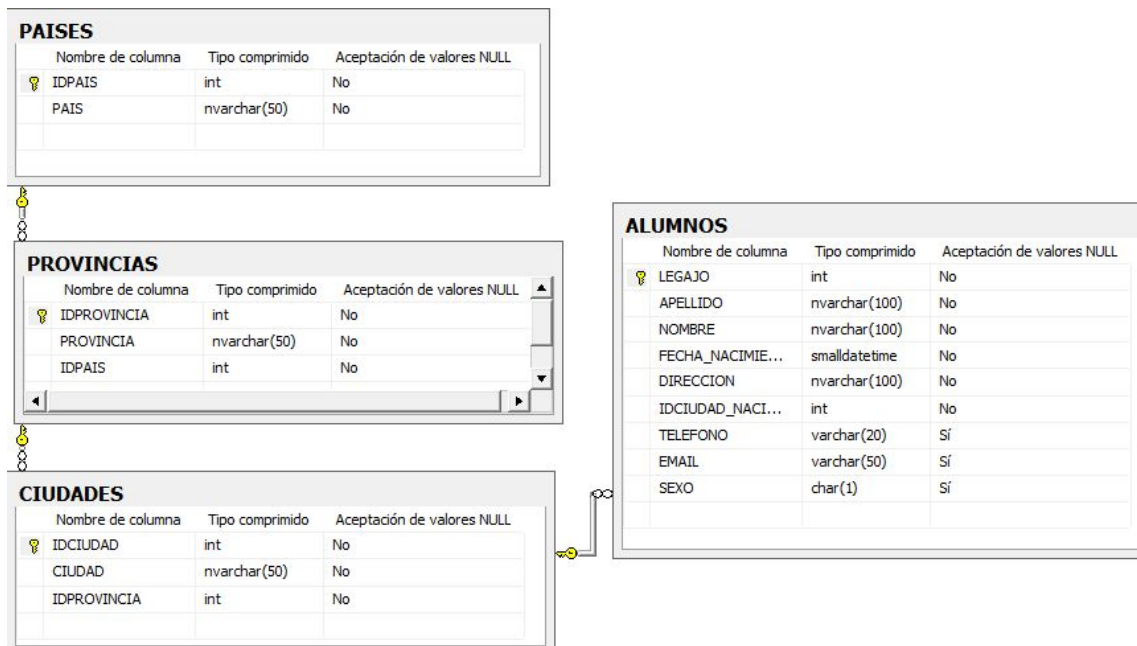 PAISES
Nombre de columna Tipo comprimido Aceptación de valores NULL
IDPAIS int No
PAIS nvarchar(50) No
PROVINCIAS
Nombre de columna Tipo comprimido Aceptación de valores NULL
IDPROVINCIA int No
PROVINCIA nvarchar(50) No
IDPAIS int No
CIUDADES
Nombre de columna Tipo comprimido Aceptación de valores NULL
IDCIUDAD int No
CIUDAD nvarchar(50) No
IDPROVINCIA int No
ALUMNOS
Nombre de columna Tipo comprimido Aceptación de valores NULL
LEGAJO int No
APELLIDO nvarchar(100) No
NOMBRE nvarchar(100) No
FECHA_NACIMIE... smalldatetime No
DIRECCION nvarchar(100) No
IDCIUDAD_NACI... int No
TELEFONO varchar(20) Sí
EMAIL varchar(50) Sí
SEXO char(1) Sí